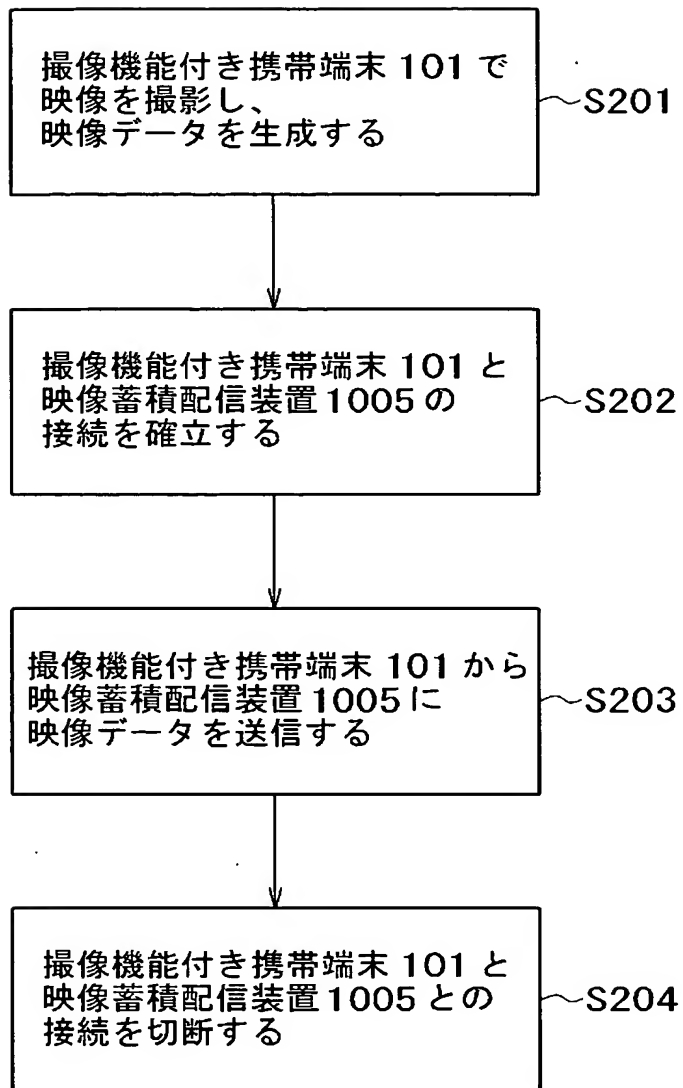 撮像機能付き携帯端末 101 で
映像を撮影し、
映像データを生成する
S201
撮像機能付き携帯端末 101 と
映像蓄積配信装置 1005 の
接続を確立する
S202
撮像機能付き携帯端末 101 から
映像蓄積配信装置 1005 に
映像データを送信する
S203
撮像機能付き携帯端末 101 と
映像蓄積配信装置 1005 との
接続を切断する
S204